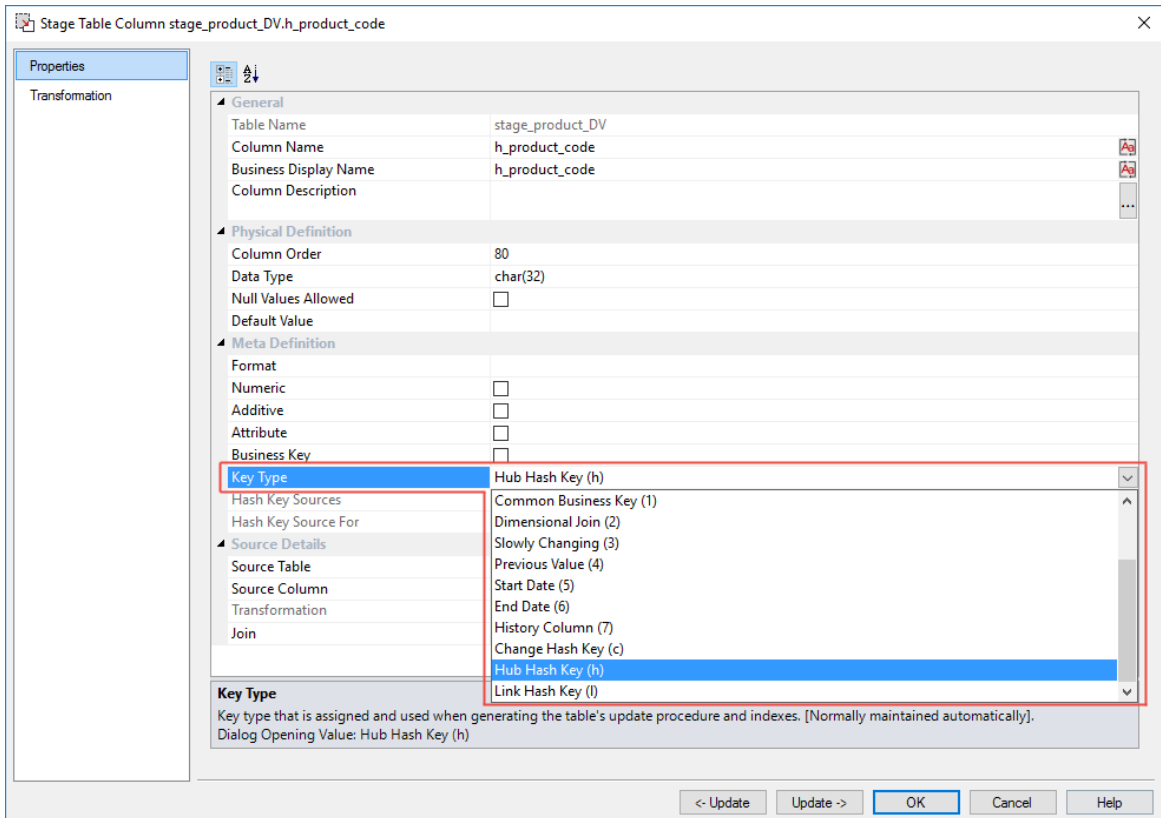 Stage Table Column stage_product_DV.h_product_code
Properties
Transformation
General
Table Name stage_product_DV
Column Name h_product_code
Business Display Name h_product_code
Column Description
...
Physical Definition
Column Order 80
Data Type char(32)
Null Values Allowed
Default Value
Meta Definition
Format
Numeric
Additive
Attribute
Business Key
Key Type Hub Hash Key (h)
Hash Key Sources Common Business Key (1)
Hash Key Source For Dimensional Join (2)
Source Details Slowly Changing (3)
Source Table Previous Value (4)
Source Column Start Date (5)
Transformation End Date (6)
Join History Column (7)
Change Hash Key (c)
Hub Hash Key (h)
Link Hash Key (l)
Key Type
Key type that is assigned and used when generating the table's update procedure and indexes. [Normally maintained automatically].
Dialog Opening Value: Hub Hash Key (h)
<- Update Update -> OK Cancel Help